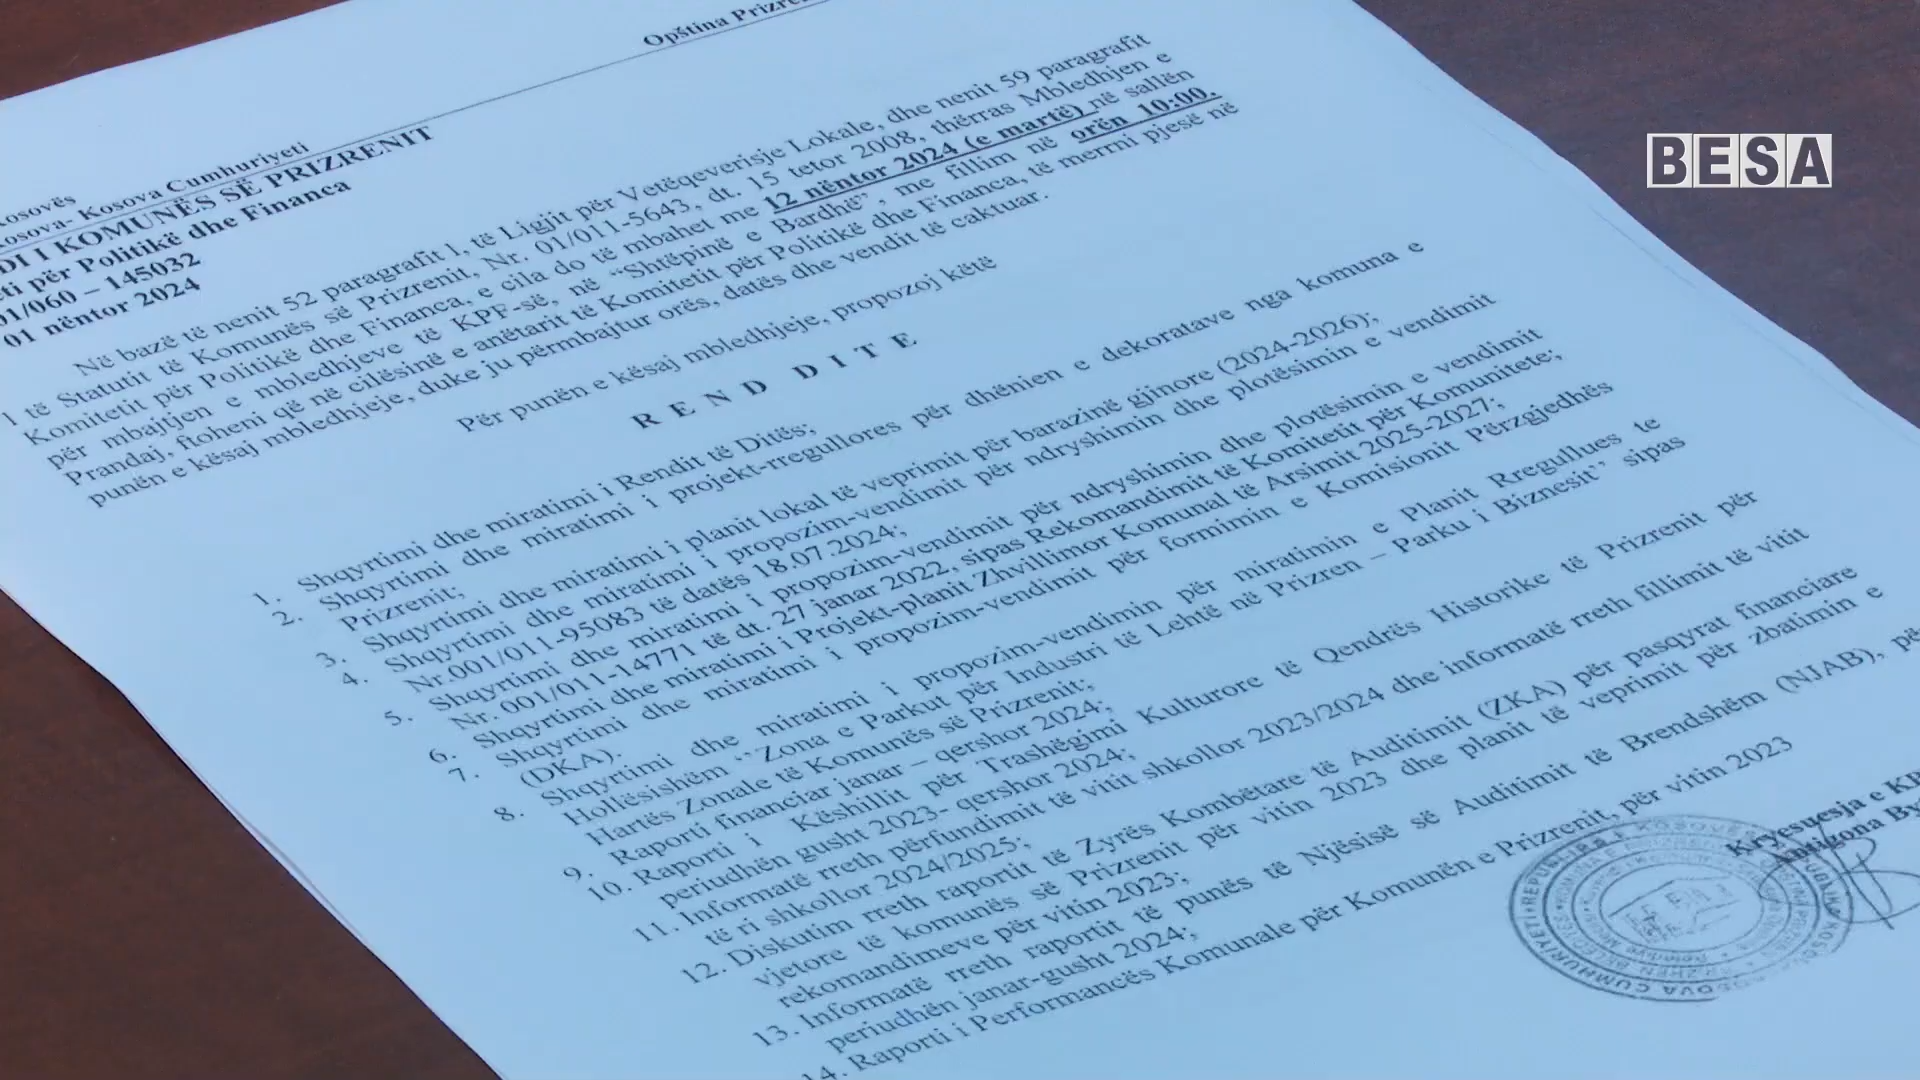 Opština Prizre
Kosovës
Kosova- Kosova Cumhuriyeti
DI I KOMUNËS SË PRIZRENIT
eti për Politikë dhe Financa
01/060 – 145032
01 nëntor 2024
Në bazë të nenit 52 paragrafit 1, të Ligjit për Vetëqeverisje Lokale, dhe nenit 59 paragrafit
1 të Statutit të Komunës së Prizrenit, Nr. 01/011-5643, dt. 15 tetor 2008, thërras Mbledhjen e
Komitetit për Politikë dhe Financa, e cila do të mbahet me 12 nëntor 2024 (e martë) në sallën
për mbajtjen e mbledhjeve të KPF-së, në “Shtëpinë e Bardhë”, me fillim në orën 10:00.
Prandaj, ftoheni që në cilësinë e anëtarit të Komitetit për Politikë dhe Financa, të merrni pjesë në
punën e kësaj mbledhjeje, duke ju përmbajtur orës, datës dhe vendit të caktuar.
Për punën e kësaj mbledhjeje, propozoj këtë
R E N D D I T E
1. Shqyrtimi dhe miratimi i Rendit të Ditës;
2. Shqyrtimi dhe miratimi i projekt-rregullores për dhënien e dekoratave nga komuna e
Prizrenit;
3. Shqyrtimi dhe miratimi i planit lokal të veprimit për barazinë gjinore (2024-2026);
4. Shqyrtimi dhe miratimi i propozim-vendimit për ndryshimin dhe plotësimin e vendimit
Nr.001/011-95083 të datës 18.07.2024;
5. Shqyrtimi dhe miratimi i propozim-vendimit për ndryshimin dhe plotësimin e vendimit
Nr. 001/011-14771 të dt. 27 janar 2022, sipas Rekomandimit të Komitetit për Komunitete;
6. Shqyrtimi dhe miratimi i Projekt-planit Zhvillimor Komunal të Arsimit 2025-2027;
7. Shqyrtimi dhe miratimi i propozim-vendimit për formimin e Komisionit Përzgjedhës
(DKA).
8. Shqyrtimi dhe miratimi i propozim-vendimin për miratimin e Planit Rregullues te
Hollësishëm ‘‘Zona e Parkut për Industri të Lehtë në Prizren – Parku i Biznesit” sipas
Hartës Zonale të Komunës së Prizrenit;
9. Raporti financiar janar – qershor 2024;
10. Raporti i Këshillit për Trashëgimi Kulturore të Qendrës Historike të Prizrenit për
periudhën gusht 2023- qershor 2024;
11. Informatë rreth përfundimit të vitit shkollor 2023/2024 dhe informatë rreth fillimit të vitit
të ri shkollor 2024/2025;
12. Diskutim rreth raportit të Zyrës Kombëtare të Auditimit (ZKA) për pasqyrat financiare
vjetore të komunës së Prizrenit për vitin 2023 dhe planit të veprimit për zbatimin e
rekomandimeve për vitin 2023;
13. Informatë rreth raportit të punës të Njësisë së Auditimit të Brendshëm (NJAB), pë
periudhën janar-gusht 2024;
14. Raporti i Performancës Komunale për Komunën e Prizrenit, për vitin 2023
Kryesuesja e KP
Antigona By
BESA